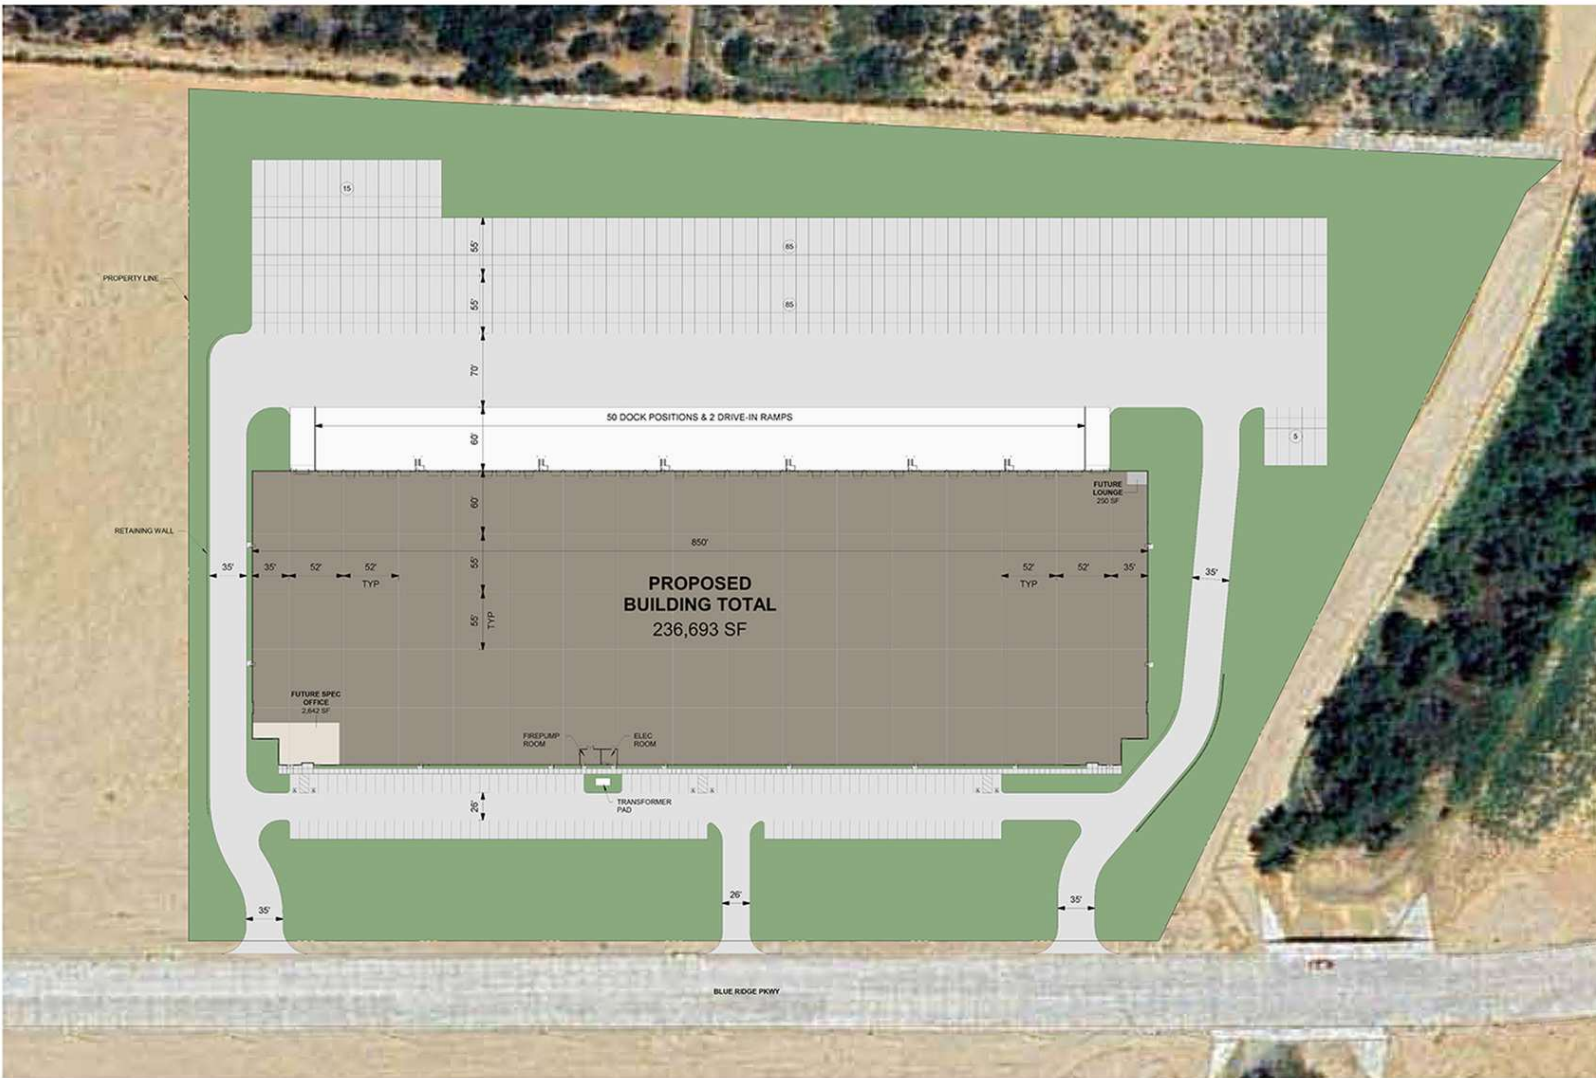 15
55'
85
PROPERTY LINE
55'
85
70'
50 DOCK POSITIONS & 2 DRIVE-IN RAMPS
60'
5
FUTURE
LOUNGE
250 SF
60'
RETAINING WALL
850'
35'
35'
52'
52'
TYP
55'
52'
TYP
52'
35'
35'
PROPOSED
BUILDING TOTAL
236,693 SF
55'
TYP
FUTURE SPEC
OFFICE
2,642 SF
FIREPUMP
ROOM
ELEC
ROOM
TRANSFORMER
PAD
26'
35'
26'
35'
BLUE RIDGE PKWY